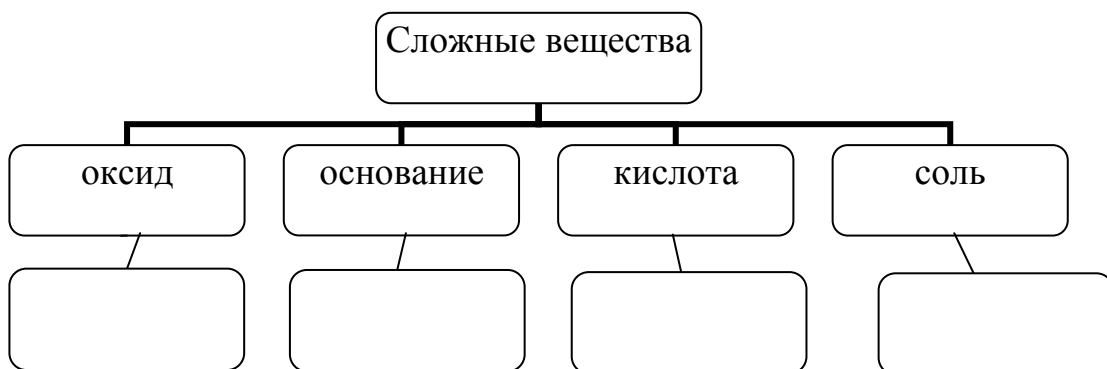 Сложные вещества
оксид
основание
кислота
соль